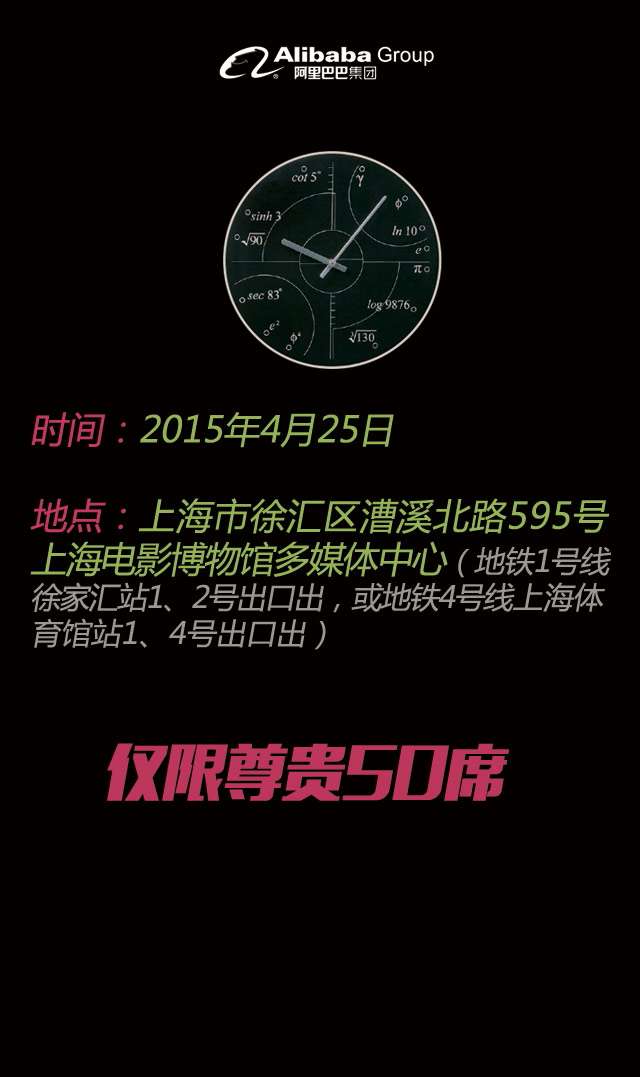 Alibaba Group
阿里巴巴集团
cot 5°
γ
sinh 3
ϕ
√90
ln 10
e
π
sec 83°
log 9876
e²
ϕ⁴
∛130
时间：2015年4月25日
地点：上海市徐汇区漕溪北路595号
上海电影博物馆多媒体中心（地铁1号线
徐家汇站1、2号出口出，或地铁4号线上海体
育馆站1、4号出口出）
仅限尊贵50席